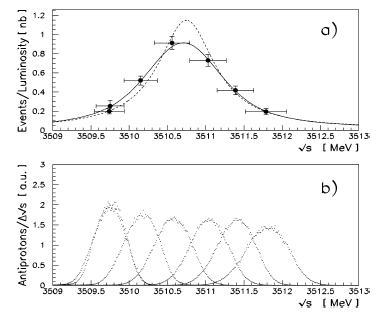 a)
Events/Luminosity [ nb ]
1.2
1
0.8
0.6
0.4
0.2
0
3509 3509.5 3510 3510.5 3511 3511.5 3512 3512.5 3513
√s [ MeV ]
b)
Antiprotons/Δ√s [ a.u. ]
3
2.5
2
1.5
1
0.5
0
3509 3509.5 3510 3510.5 3511 3511.5 3512 3512.5 3513
√s [ MeV ]